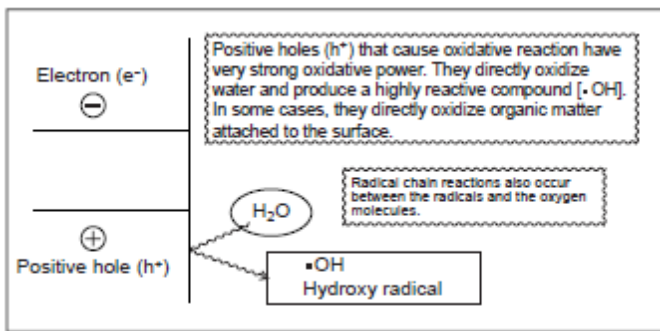 Electron (e⁻)
⊖
Positive holes (h⁺) that cause oxidative reaction have
very strong oxidative power. They directly oxidize
water and produce a highly reactive compound [·OH].
In some cases, they directly oxidize organic matter
attached to the surface.
Radical chain reactions also occur
between the radicals and the oxygen
molecules.
H₂O
⊕
Positive hole (h⁺)
·OH
Hydroxy radical